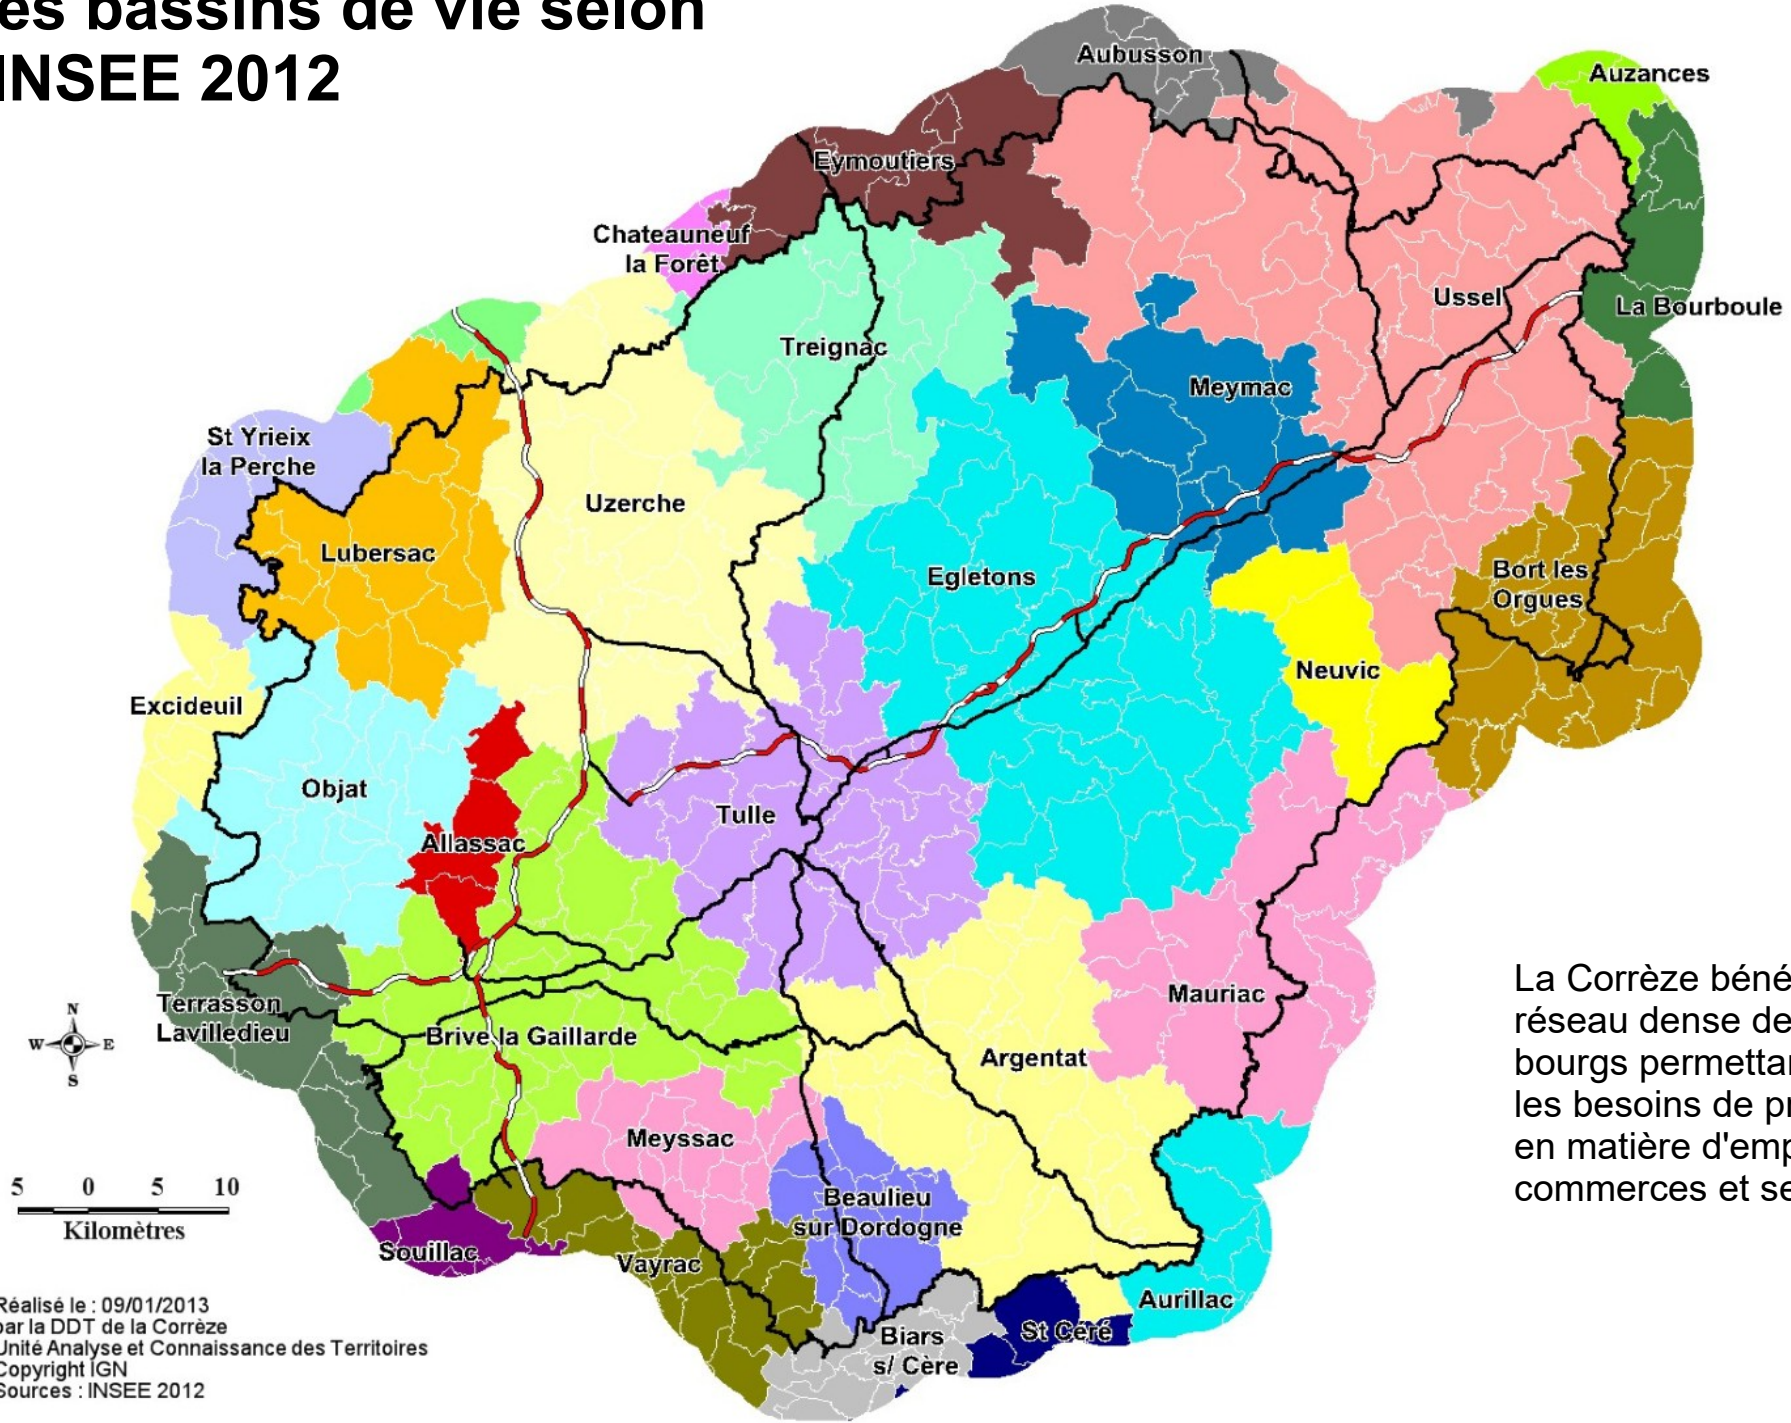 es bassins de vie selon
INSEE 2012
Aubusson
Auzances
Eymoutiers
Chateauneuf
la Forêt
Ussel
La Bourboule
Treignac
Meymac
St Yrieix
la Perche
Uzerche
Lubersac
Egletons
Bort les
Orgues
Neuvic
Excideuil
Objat
Tulle
Allassac
La Corrèze béné
réseau dense de
bourgs permettar
les besoins de pr
en matière d'emp
commerces et se
Mauriac
Terrasson
Lavilledieu
Brive la Gaillarde
Argentat
N
W E
S
Meyssac
Beaulieu
sur Dordogne
5 0 5 10
Kilomètres
Souillac
Vayrac
Aurillac
St Céré
Biars
s/ Cère
Réalisé le : 09/01/2013
par la DDT de la Corrèze
Unité Analyse et Connaissance des Territoires
Copyright IGN
Sources : INSEE 2012